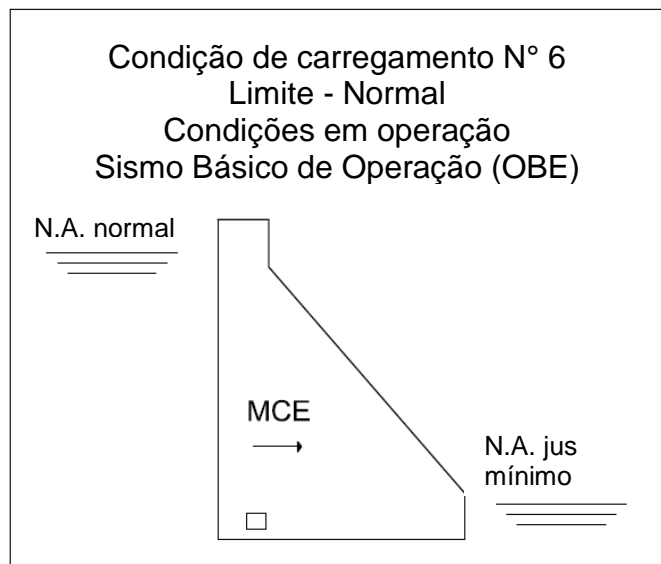 Condição de carregamento N° 6
Limite - Normal
Condições em operação
Sismo Básico de Operação (OBE)
N.A. normal
MCE
N.A. jus
mínimo